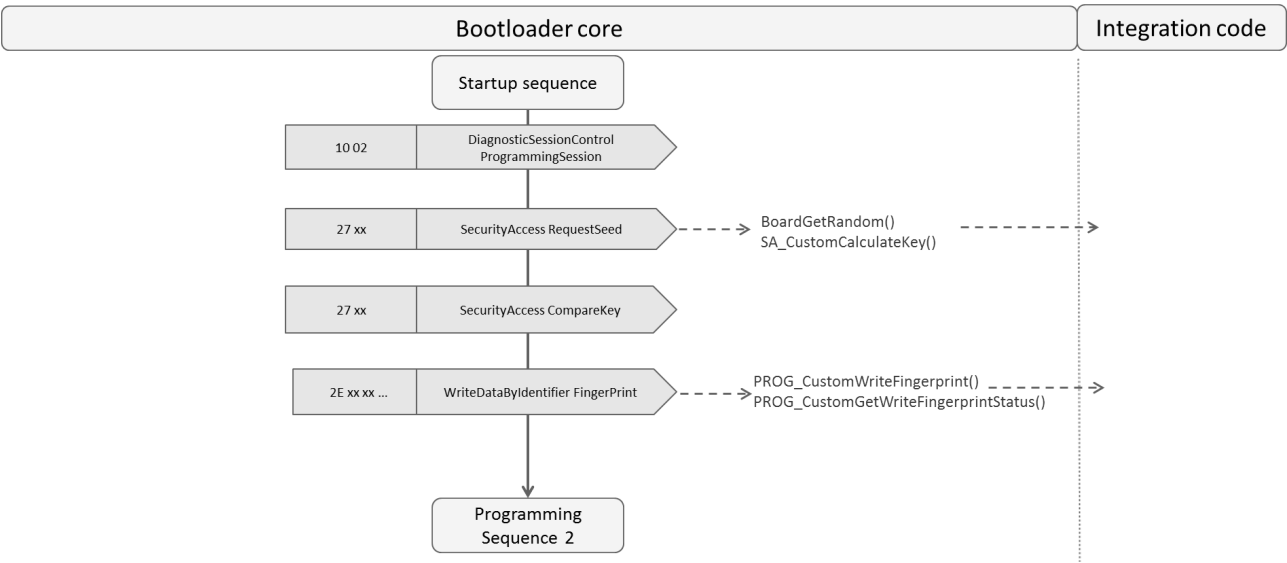 Bootloader core
Integration code
Startup sequence
10 02
DiagnosticSessionControl
ProgrammingSession
27 xx
SecurityAccess RequestSeed
BoardGetRandom()
SA_CustomCalculateKey()
27 xx
SecurityAccess CompareKey
2E xx xx ...
WriteDataByIdentifier FingerPrint
PROG_CustomWriteFingerprint()
PROG_CustomGetWriteFingerprintStatus()
Programming
Sequence 2